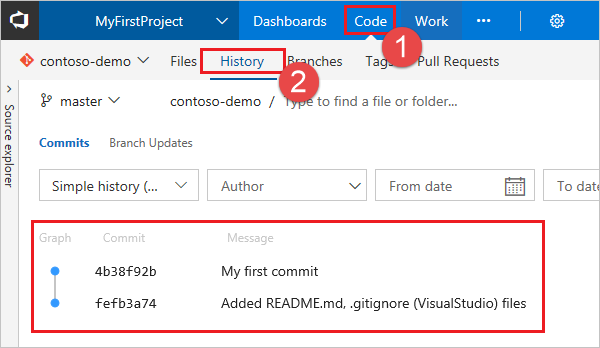 MyFirstProject Dashboards Code Work ...
1
contoso-demo Files History Branches Tags Pull Requests
2
Source explorer
master contoso-demo / Type to find a file or folder...
Commits Branch Updates
Simple history (... Author From date To date
Graph Commit Message
4b38f92b My first commit
fefb3a74 Added README.md, .gitignore (VisualStudio) files